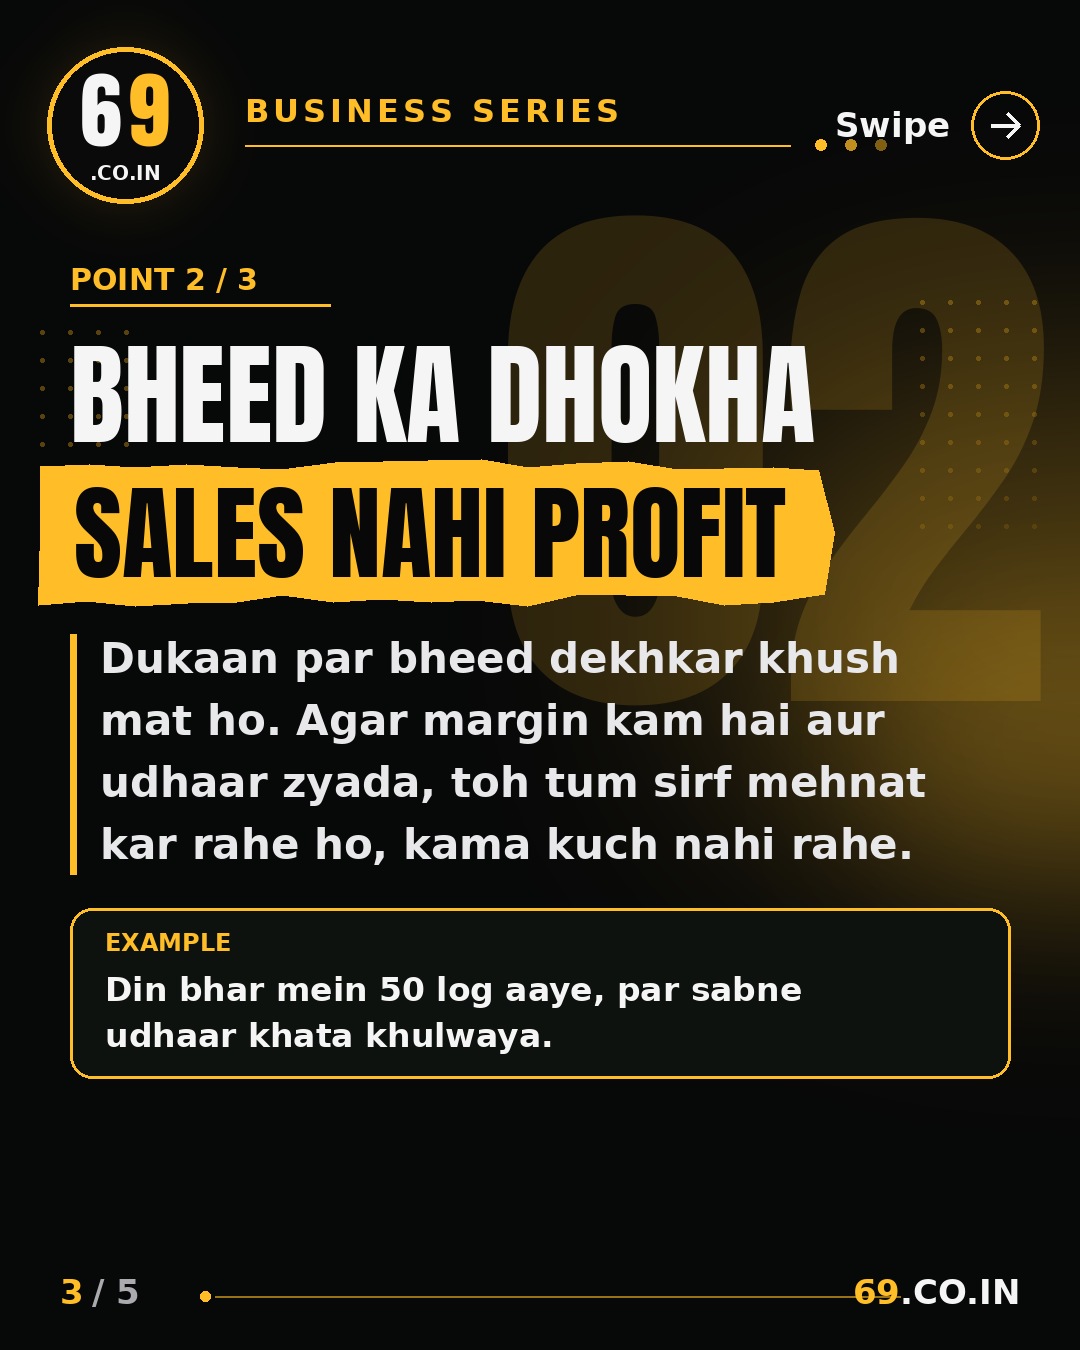 69
.CO.IN
BUSINESS SERIES
Swipe
02
POINT 2 / 3
BHEED KA DHOKHA
SALES NAHI PROFIT
Dukaan par bheed dekhkar khush
mat ho. Agar margin kam hai aur
udhaar zyada, toh tum sirf mehnat
kar rahe ho, kama kuch nahi rahe.
EXAMPLE
Din bhar mein 50 log aaye, par sabne
udhaar khata khulwaya.
3 / 5
69.CO.IN